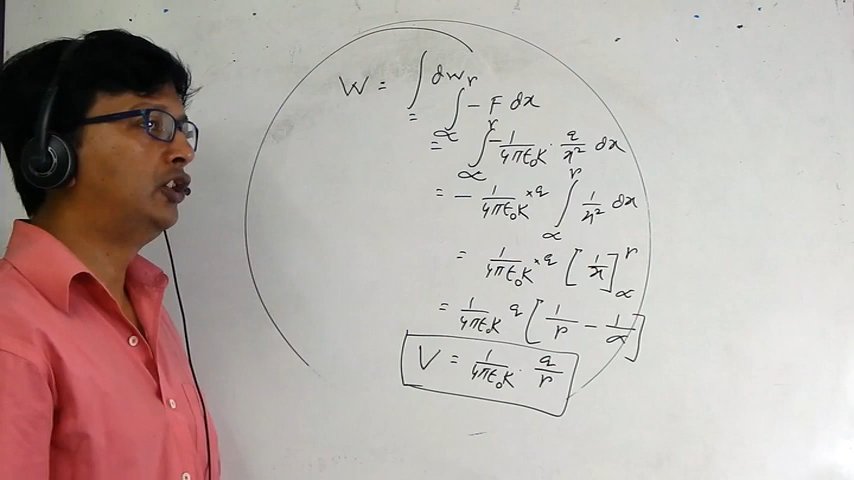 W = ∫ dw
= ∫_∝^r - F dx
= ∫_∝^r - 1/4πε₀K · q/x² dx
= - 1/4πε₀K × q ∫_∝^r 1/x² dx
= 1/4πε₀K × q [1/x]_∝^r
= 1/4πε₀K q [1/r - 1/∝]
V = 1/4πε₀K · q/r